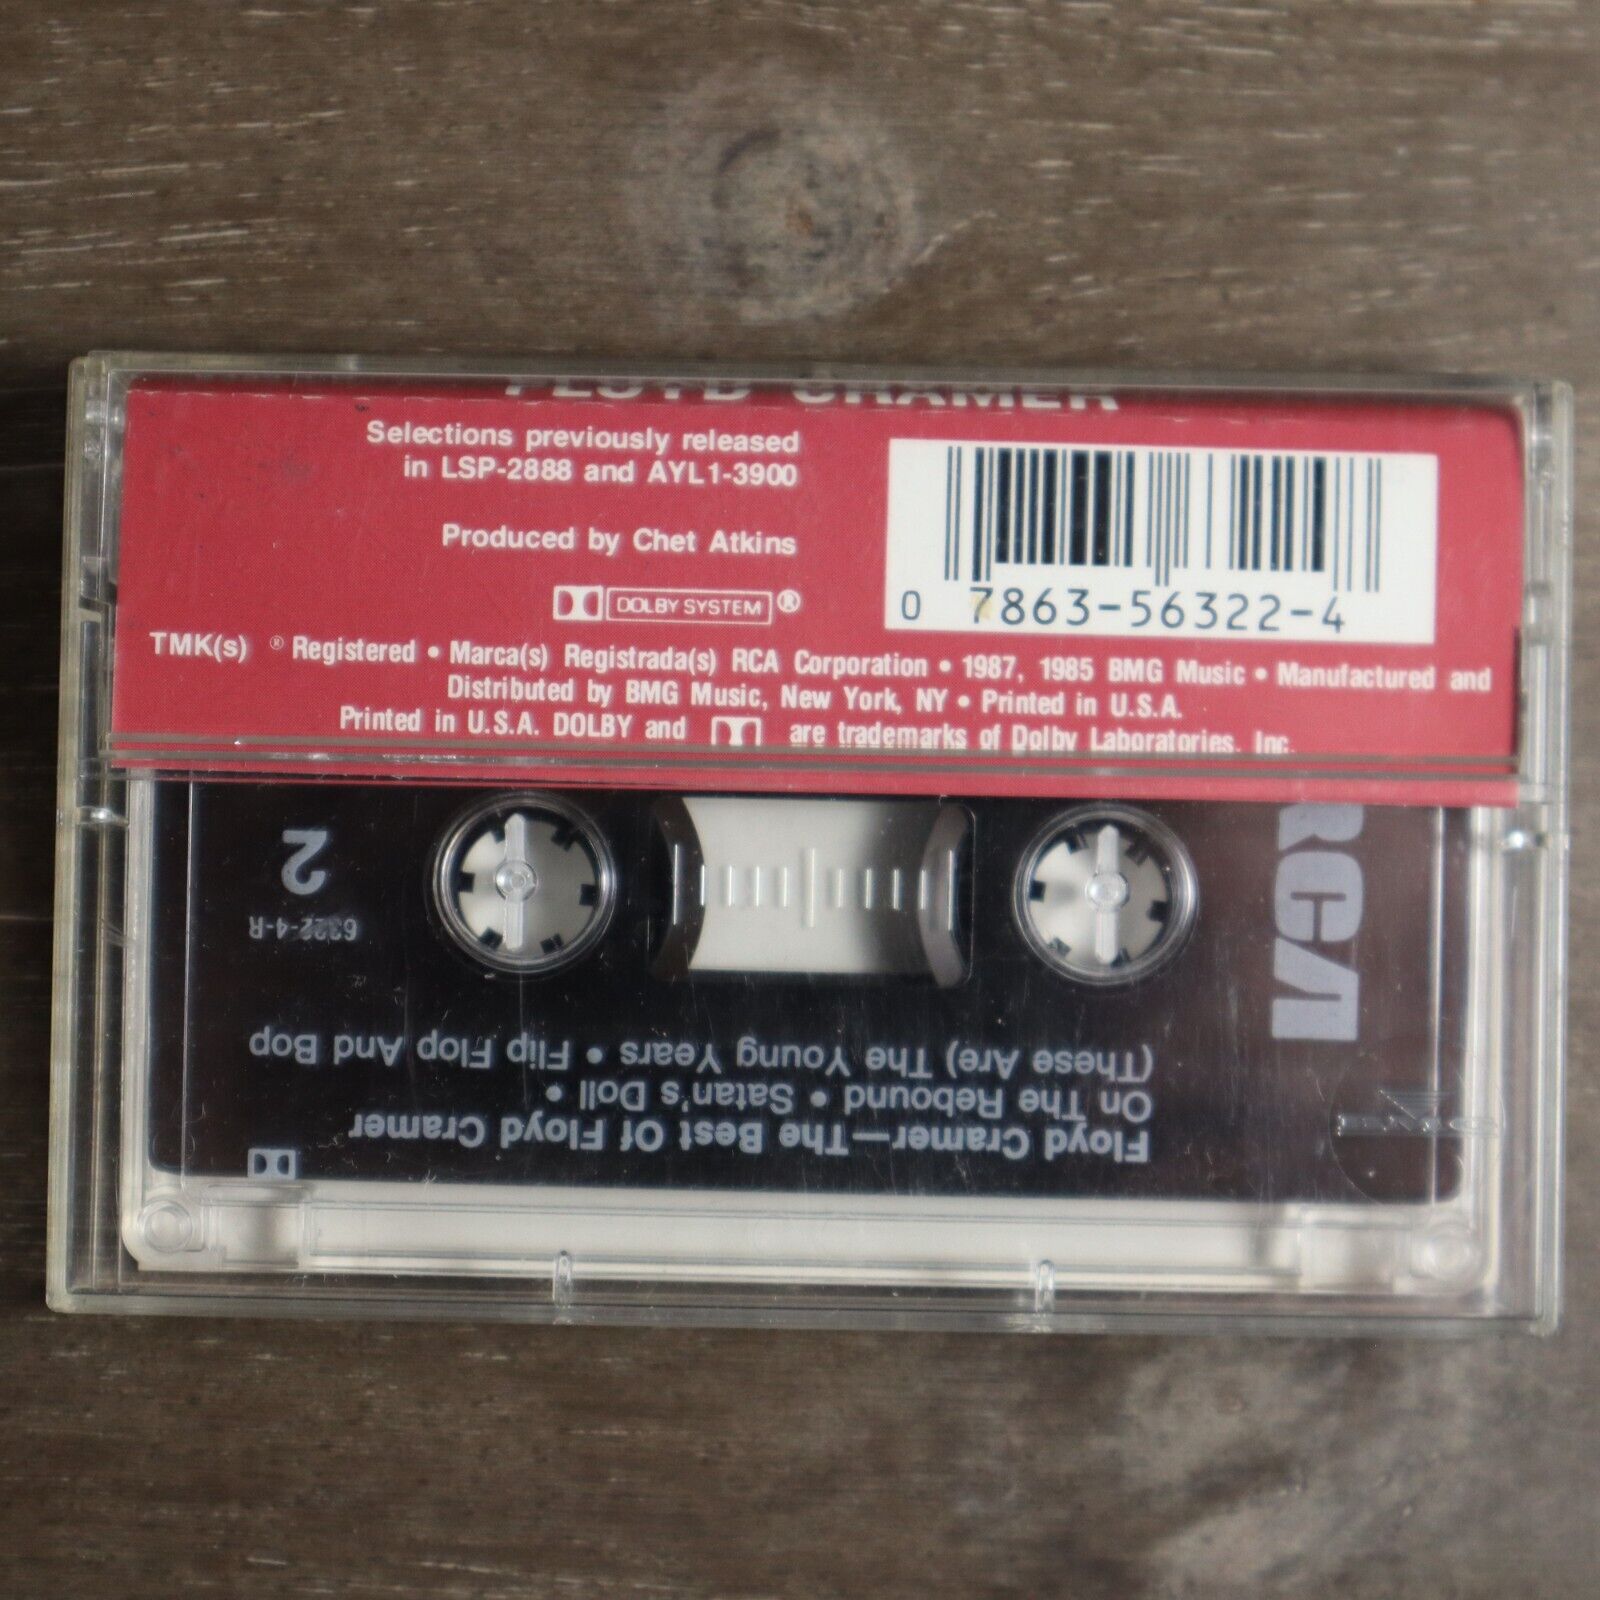 FLOYD CRAMER
Selections previously released
in LSP-2888 and AYL1-3900
Produced by Chet Atkins
DOLBY SYSTEM ®
0 7863-56322-4
TMK(s) ® Registered • Marca(s) Registrada(s) RCA Corporation • 1987, 1985 BMG Music • Manufactured and
Distributed by BMG Music, New York, NY • Printed in U.S.A.
Printed in U.S.A. DOLBY and are trademarks of Dolby Laboratories, Inc.
RCA
2
6322-4-R
Floyd Cramer—The Best Of Floyd Cramer
On The Rebound • Satan's Doll •
(These Are) The Young Years • Flip Flop And Bop